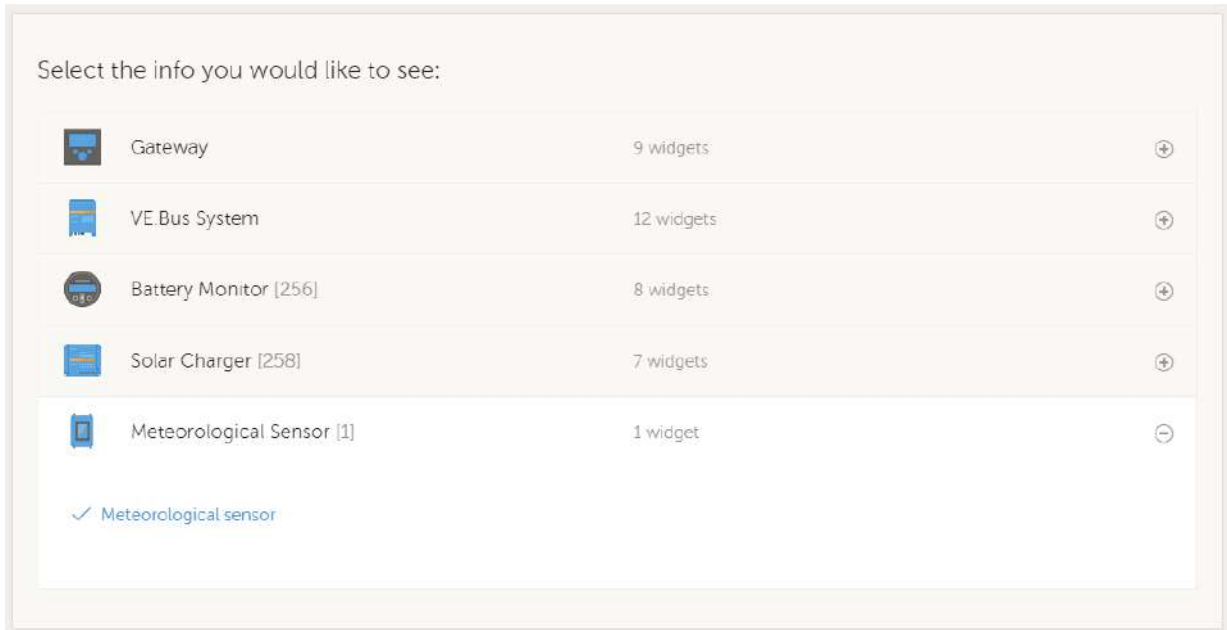 Select the info you would like to see:
Gateway 9 widgets
VE.Bus System 12 widgets
Battery Monitor [256] 8 widgets
Solar Charger [258] 7 widgets
Meteorological Sensor [1] 1 widget
Meteorological sensor